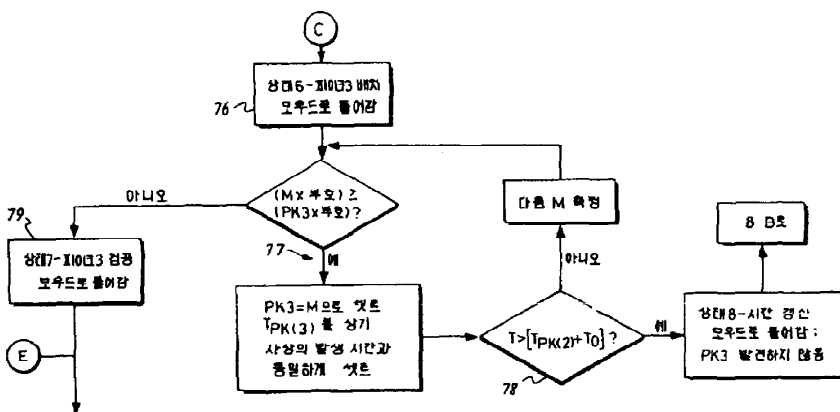 C
상태6-피이크3 배치
모우드로 들어감
76
(M×부호)≥
(PK3×부호)?
아니오
77
예
79
상태7-피이크3 검공
모우드로 들어감
E
PK3=M으로 셋트
TPK(3)를 상기
사상의 발생 시간과
동일하게 셋트
T>[TPK(2)+T0]?
78
아니오
다음 M 확정
예
8 B로
상태8-시간 갱신
모우드로 들어감;
PK3 발견하지 않음